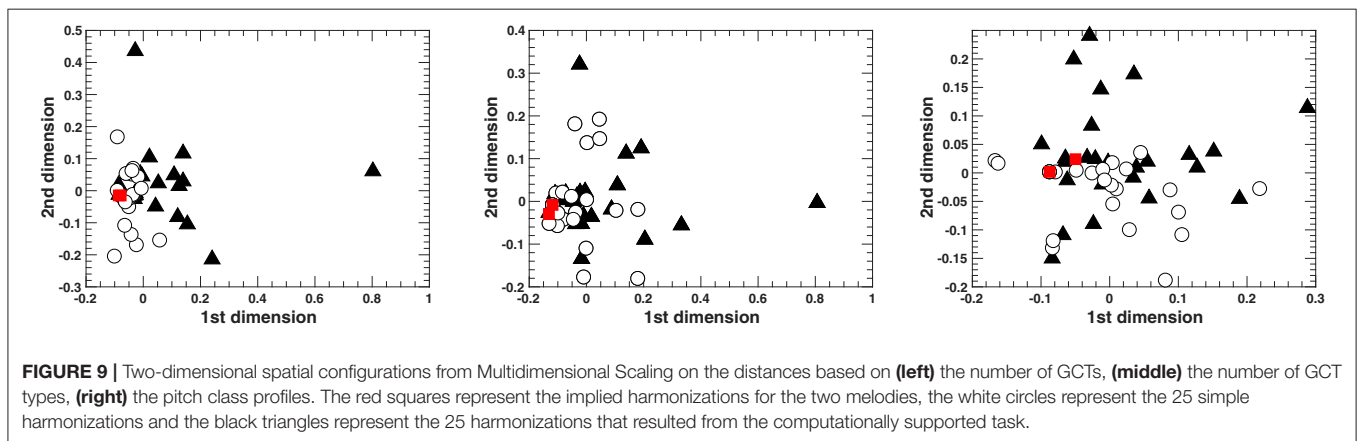 0.5
0.4
0.3
0.2
0.1
0
-0.1
-0.2
-0.3
2nd dimension
-0.2 0 0.2 0.4 0.6 0.8 1
1st dimension
0.4
0.3
0.2
0.1
0
-0.1
-0.2
2nd dimension
-0.2 0 0.2 0.4 0.6 0.8 1
1st dimension
0.2
0.15
0.1
0.05
0
-0.05
-0.1
-0.15
-0.2
2nd dimension
-0.2 -0.1 0 0.1 0.2 0.3
1st dimension
FIGURE 9 | Two-dimensional spatial configurations from Multidimensional Scaling on the distances based on (left) the number of GCTs, (middle) the number of GCT
types, (right) the pitch class profiles. The red squares represent the implied harmonizations for the two melodies, the white circles represent the 25 simple
harmonizations and the black triangles represent the 25 harmonizations that resulted from the computationally supported task.